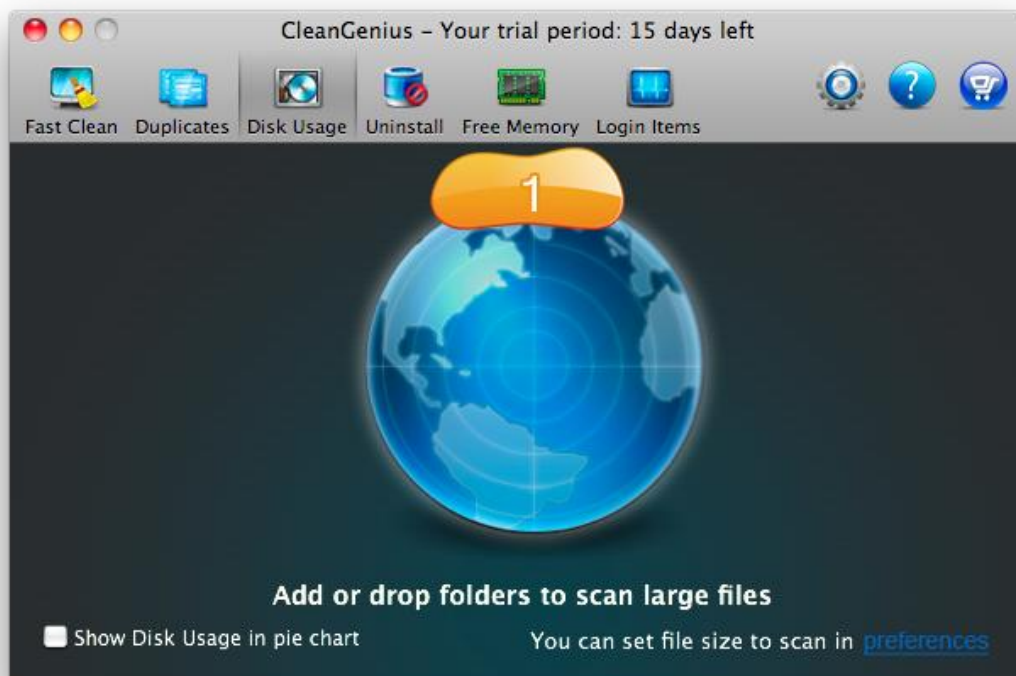 CleanGenius – Your trial period: 15 days left
Fast Clean Duplicates Disk Usage Uninstall Free Memory Login Items
?
1
Add or drop folders to scan large files
Show Disk Usage in pie chart
You can set file size to scan in preferences